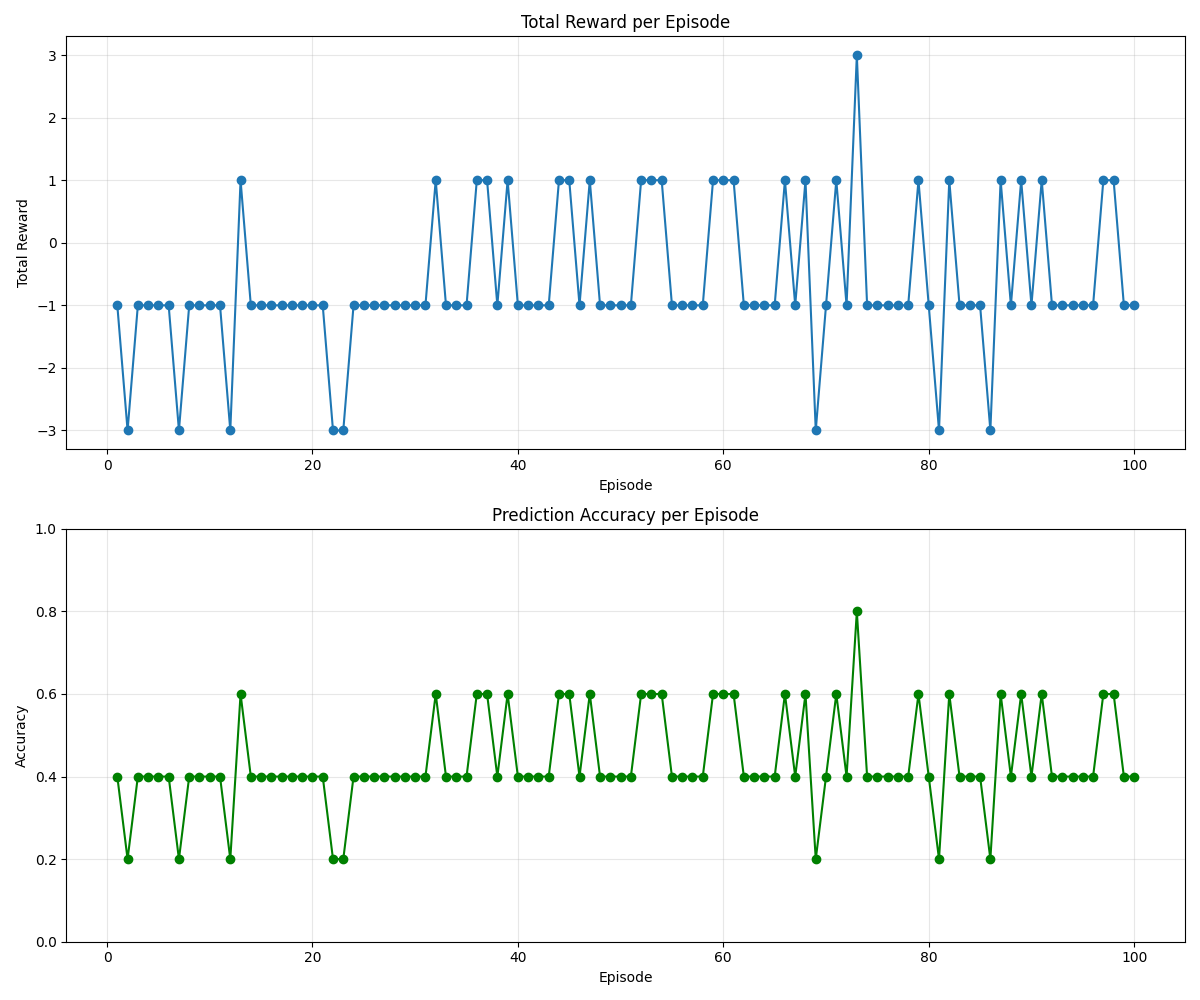 Total Reward per Episode
3
2
1
0
−1
−2
−3
Total Reward
0 20 40 60 80 100
Episode
Prediction Accuracy per Episode
1.0
0.8
0.6
0.4
0.2
0.0
Accuracy
0 20 40 60 80 100
Episode